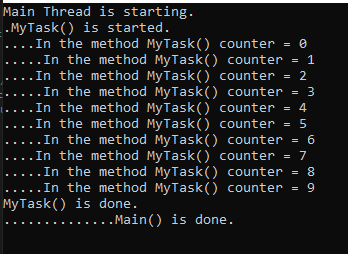 Main Thread is starting.
.MyTask() is started.
....In the method MyTask() counter = 0
.....In the method MyTask() counter = 1
....In the method MyTask() counter = 2
.....In the method MyTask() counter = 3
....In the method MyTask() counter = 4
....In the method MyTask() counter = 5
.....In the method MyTask() counter = 6
....In the method MyTask() counter = 7
.....In the method MyTask() counter = 8
.....In the method MyTask() counter = 9
MyTask() is done.
..............Main() is done.